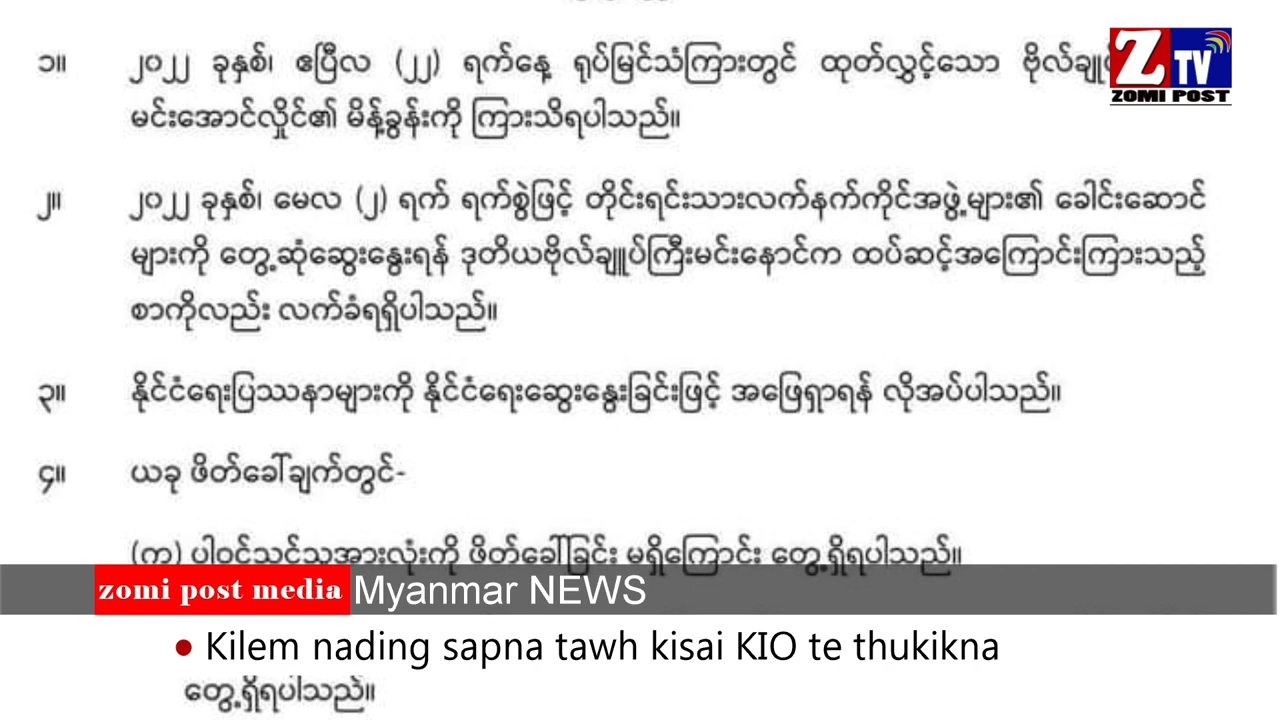 Z TV
ZOMI POST
၁။ ၂၀၂၂ ခုနှစ်၊ ဧပြီလ (၂၂) ရက်နေ့ ရုပ်မြင်သံကြားတွင် ထုတ်လွှင့်သော
မင်းအောင်လှိုင်၏ မိန့်ခွန်းကို ကြားသိရပါသည်။
၂။ ၂၀၂၂ ခုနှစ်၊ မေလ (၂) ရက် ရက်စွဲဖြင့် တိုင်းရင်းသားလက်နက်ကိုင်အဖွဲ့များ၏ ခေါင်းဆောင်
များကို တွေ့ဆုံဆွေးနွေးရန် ဒုတိယဗိုလ်ချူပ်ကြီးမင်းနောင်က ထပ်ဆင့်အကြောင်းကြားသည့်
စာကိုလည်း လက်ခံရရှိပါသည်။
၃။ နိုင်ငံရေးပြဿနာများကို နိုင်ငံရေးဆွေးနွေးခြင်းဖြင့် အဖြေရှာရန် လိုအပ်ပါသည်။
၄။ ယခု ဖိတ်ခေါ်ချက်တွင်-
(က) ပါဝင်သင့်သူအားလုံးကို ဖိတ်ခေါ်ခြင်း မရှိကြောင်း တွေ့ရှိရပါသည်။
zomi post media Myanmar NEWS
• Kilem nading sapna tawh kisai KIO te thukikna
တွေ့ရှိရပါသည်။